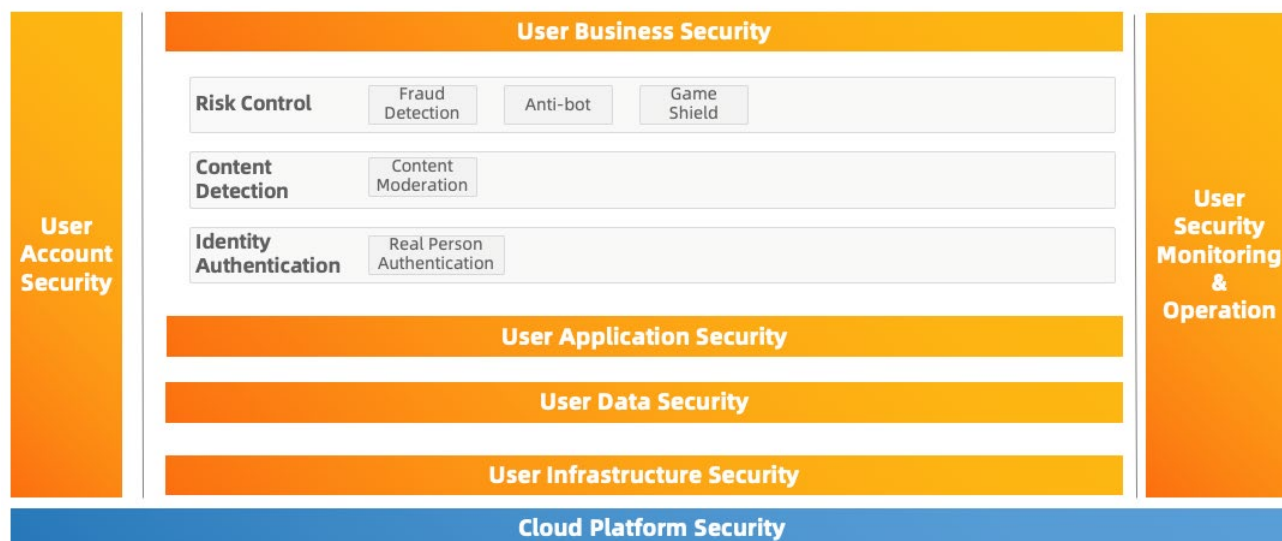 User
Account
Security
User Business Security
Risk Control
Fraud
Detection
Anti-bot
Game
Shield
Content
Detection
Content
Moderation
Identity
Authentication
Real Person
Authentication
User Application Security
User Data Security
User Infrastructure Security
User
Security
Monitoring
&
Operation
Cloud Platform Security